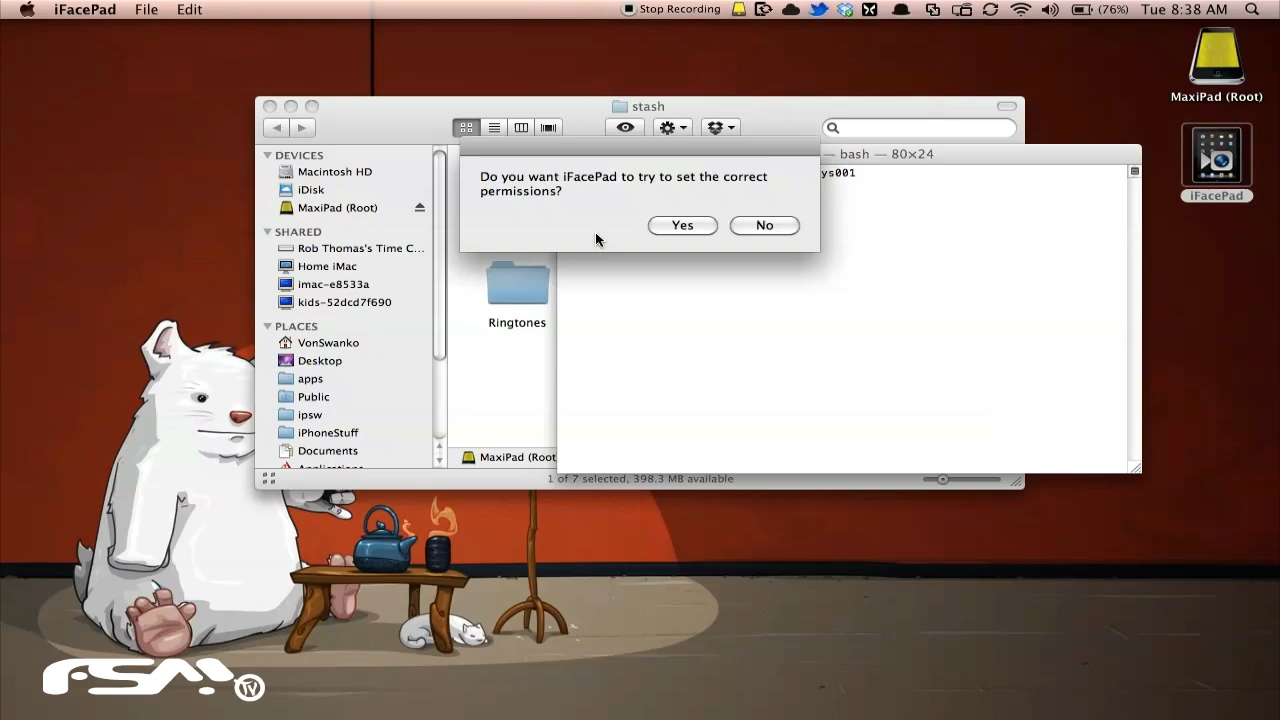 iFacePad File Edit
Stop Recording
(76%) Tue 8:38 AM
MaxiPad (Root)
iFacePad
stash
— bash — 80×24
ys001
Do you want iFacePad to try to set the correct
permissions?
Yes No
DEVICES
Macintosh HD
iDisk
MaxiPad (Root)
SHARED
Rob Thomas's Time C...
Home iMac
imac-e8533a
kids-52dcd7f690
PLACES
VonSwanko
Desktop
apps
Public
ipsw
iPhoneStuff
Documents
Applications
Ringtones
MaxiPad (Root
1 of 7 selected, 398.3 MB available
FSM TV